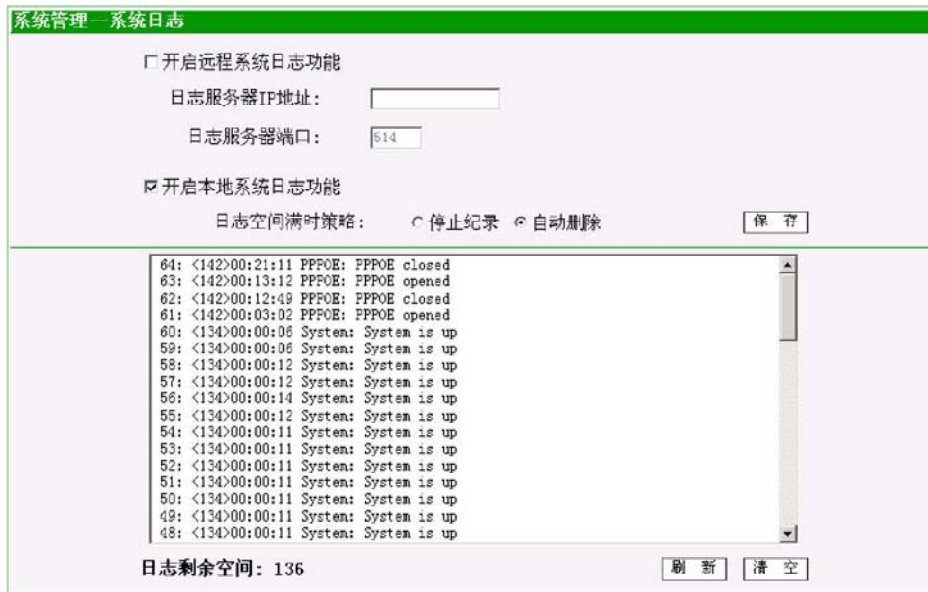 系统管理--系统日志
开启远程系统日志功能
日志服务器IP地址:
日志服务器端口: 514
开启本地系统日志功能
日志空间满时策略: 停止纪录 自动删除 保 存
64: <142>00:21:11 PPPOE: PPPOE closed
63: <142>00:13:12 PPPOE: PPPOE opened
62: <142>00:12:49 PPPOE: PPPOE closed
61: <142>00:03:02 PPPOE: PPPOE opened
60: <134>00:00:06 System: System is up
59: <134>00:00:06 System: System is up
58: <134>00:00:12 System: System is up
57: <134>00:00:12 System: System is up
56: <134>00:00:14 System: System is up
55: <134>00:00:12 System: System is up
54: <134>00:00:11 System: System is up
53: <134>00:00:11 System: System is up
52: <134>00:00:11 System: System is up
51: <134>00:00:11 System: System is up
50: <134>00:00:11 System: System is up
49: <134>00:00:11 System: System is up
48: <134>00:00:11 System: System is up
日志剩余空间: 136 刷 新 清 空